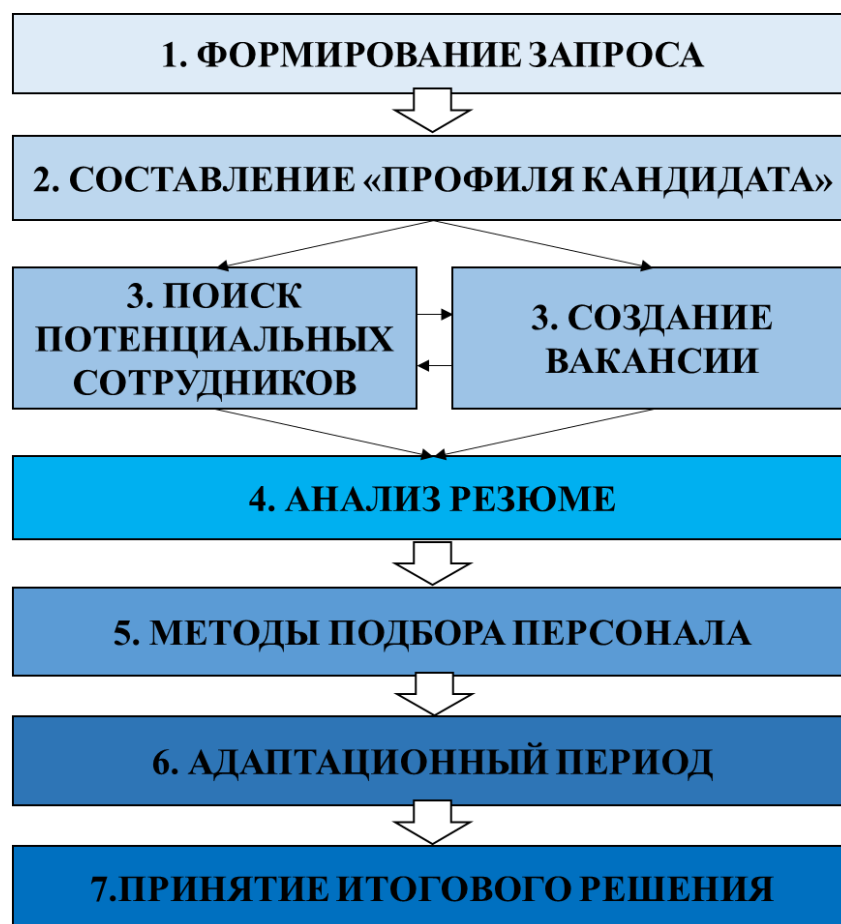 1. ФОРМИРОВАНИЕ ЗАПРОСА
2. СОСТАВЛЕНИЕ «ПРОФИЛЯ КАНДИДАТА»
3. ПОИСК
ПОТЕНЦИАЛЬНЫХ
СОТРУДНИКОВ
3. СОЗДАНИЕ
ВАКАНСИИ
4. АНАЛИЗ РЕЗЮМЕ
5. МЕТОДЫ ПОДБОРА ПЕРСОНАЛА
6. АДАПТАЦИОННЫЙ ПЕРИОД
7.ПРИНЯТИЕ ИТОГОВОГО РЕШЕНИЯ